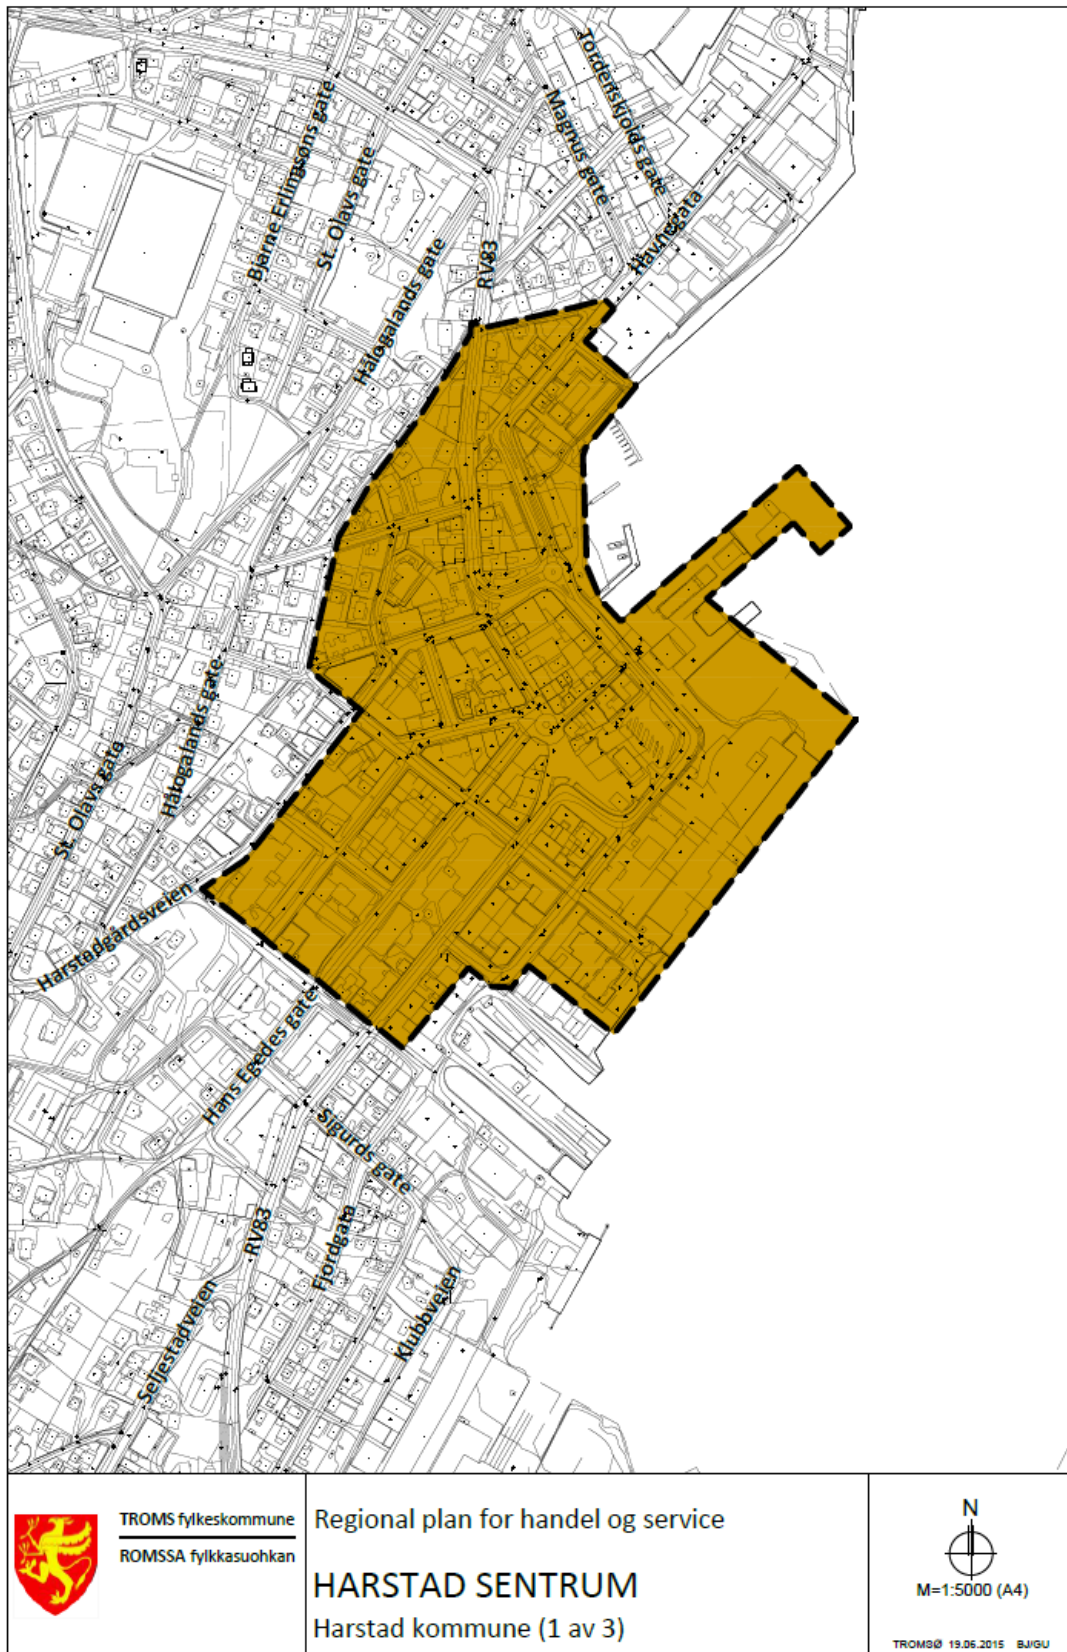 Tordenskjolds gate
Magnus gate
Bjarne Erlingsons gate
St. Olavs gate
Havnegata
Hålogalands gate
RV83
Hålogalands gate
St. Olavs gate
Harstadgårdsveien
Hans Egedes gate
Sigurds gate
RV83
Fjordgata
Klubbveien
Seljestadveien
TROMS fylkeskommune
ROMSSA fylkkasuohkan
Regional plan for handel og service
HARSTAD SENTRUM
Harstad kommune (1 av 3)
N
M=1:5000 (A4)
TROMSØ 19.06.2015 BJ/GU